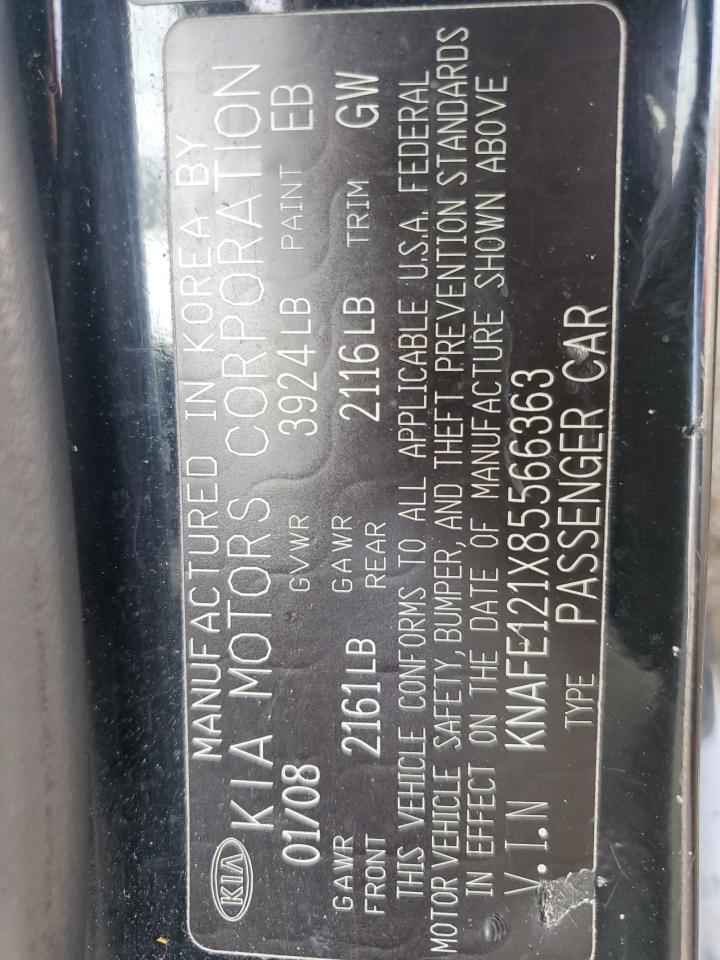 KIA
MANUFACTURED IN KOREA BY
KIA MOTORS CORPORATION
01/08 GVWR 3924LB PAINT EB
GAWR FRONT 2161LB GAWR REAR 2116LB TRIM GW
THIS VEHICLE CONFORMS TO ALL APPLICABLE U.S.A. FEDERAL
MOTOR VEHICLE SAFETY, BUMPER, AND THEFT PREVENTION STANDARDS
IN EFFECT ON THE DATE OF MANUFACTURE SHOWN ABOVE
V.I.N KNAFE121X85566363
TYPE PASSENGER CAR